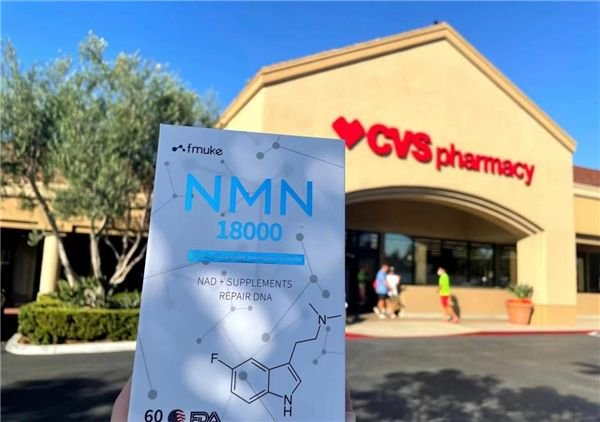 fmuke
CVS pharmacy
NMN
18000
NAD + SUPPLEMENTS
REPAIR DNA
F
N
N
H
60 FDA